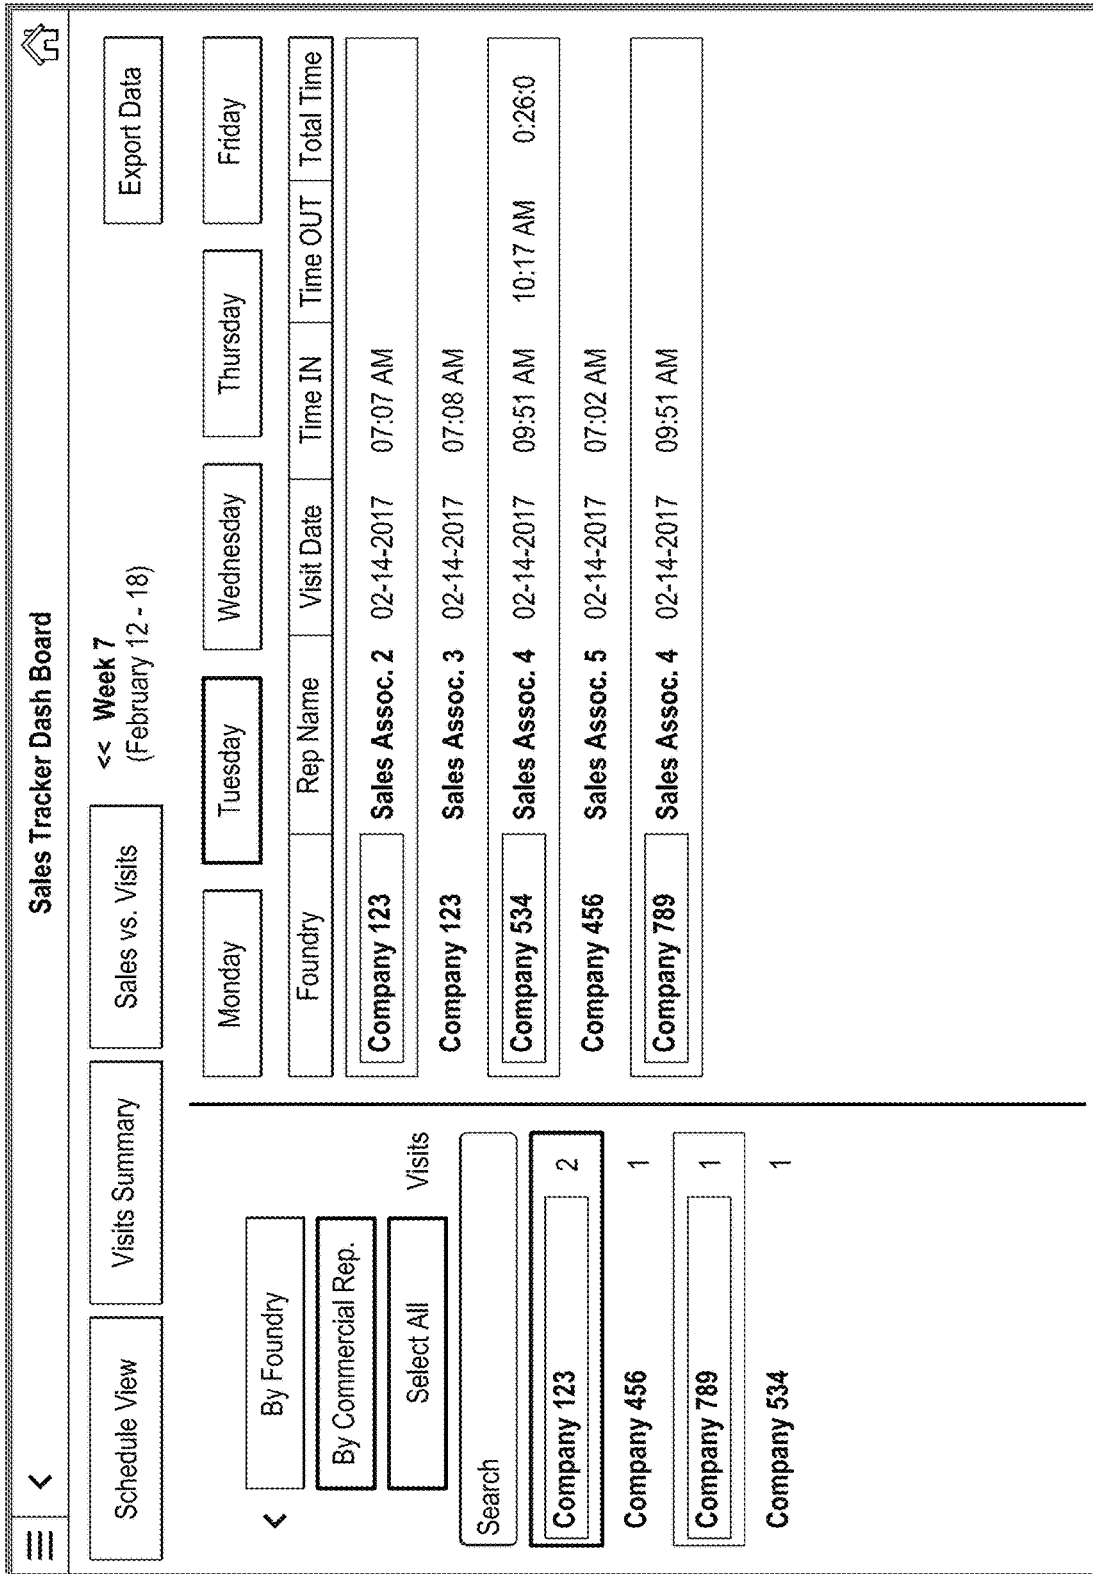 Sales Tracker Dash Board
Schedule View
Visits Summary
Sales vs. Visits
<< Week 7
(February 12 - 18)
Export Data
By Foundry
By Commercial Rep.
Select All
Visits
Search
Company 123 2
Company 456 1
Company 789 1
Company 534 1
Monday Tuesday Wednesday Thursday Friday
Foundry Rep Name Visit Date Time IN Time OUT Total Time
Company 123 Sales Assoc. 2 02-14-2017 07:07 AM
Company 123 Sales Assoc. 3 02-14-2017 07:08 AM
Company 534 Sales Assoc. 4 02-14-2017 09:51 AM 10:17 AM 0:26:0
Company 456 Sales Assoc. 5 02-14-2017 07:02 AM
Company 789 Sales Assoc. 4 02-14-2017 09:51 AM